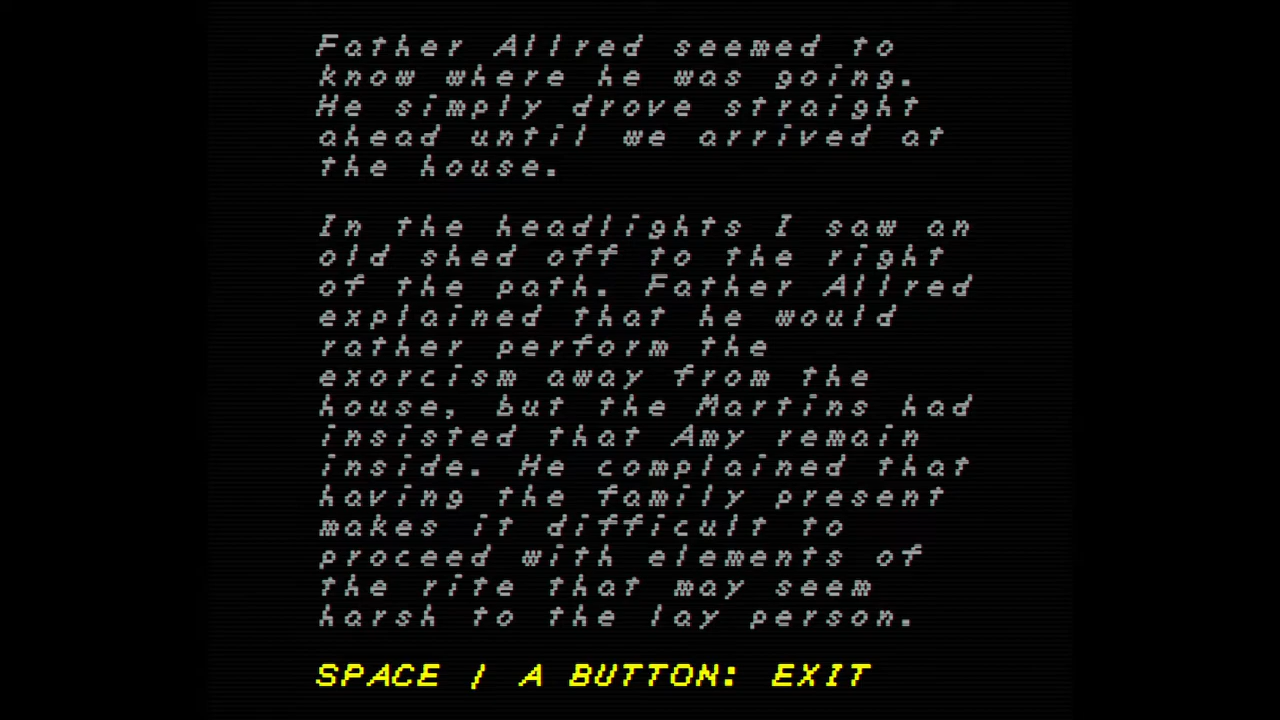 Father Allred seemed to
know where he was going.
He simply drove straight
ahead until we arrived at
the house.
In the headlights I saw an
old shed off to the right
of the path. Father Allred
explained that he would
rather perform the
exorcism away from the
house, but the Martins had
insisted that Amy remain
inside. He complained that
having the family present
makes it difficult to
proceed with elements of
the rite that may seem
harsh to the lay person.
SPACE / A BUTTON: EXIT